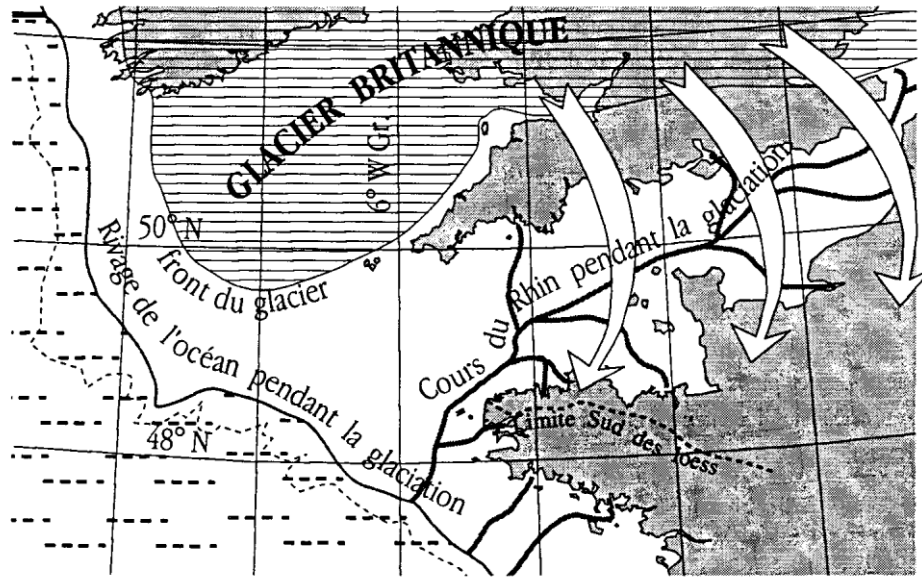 GLACIER BRITANNIQUE
6° W Gr.
50° N
front du glacier
Rivage de l'océan pendant la glaciation
Cours du Rhin pendant la glaciation
48° N
Limite Sud des loess